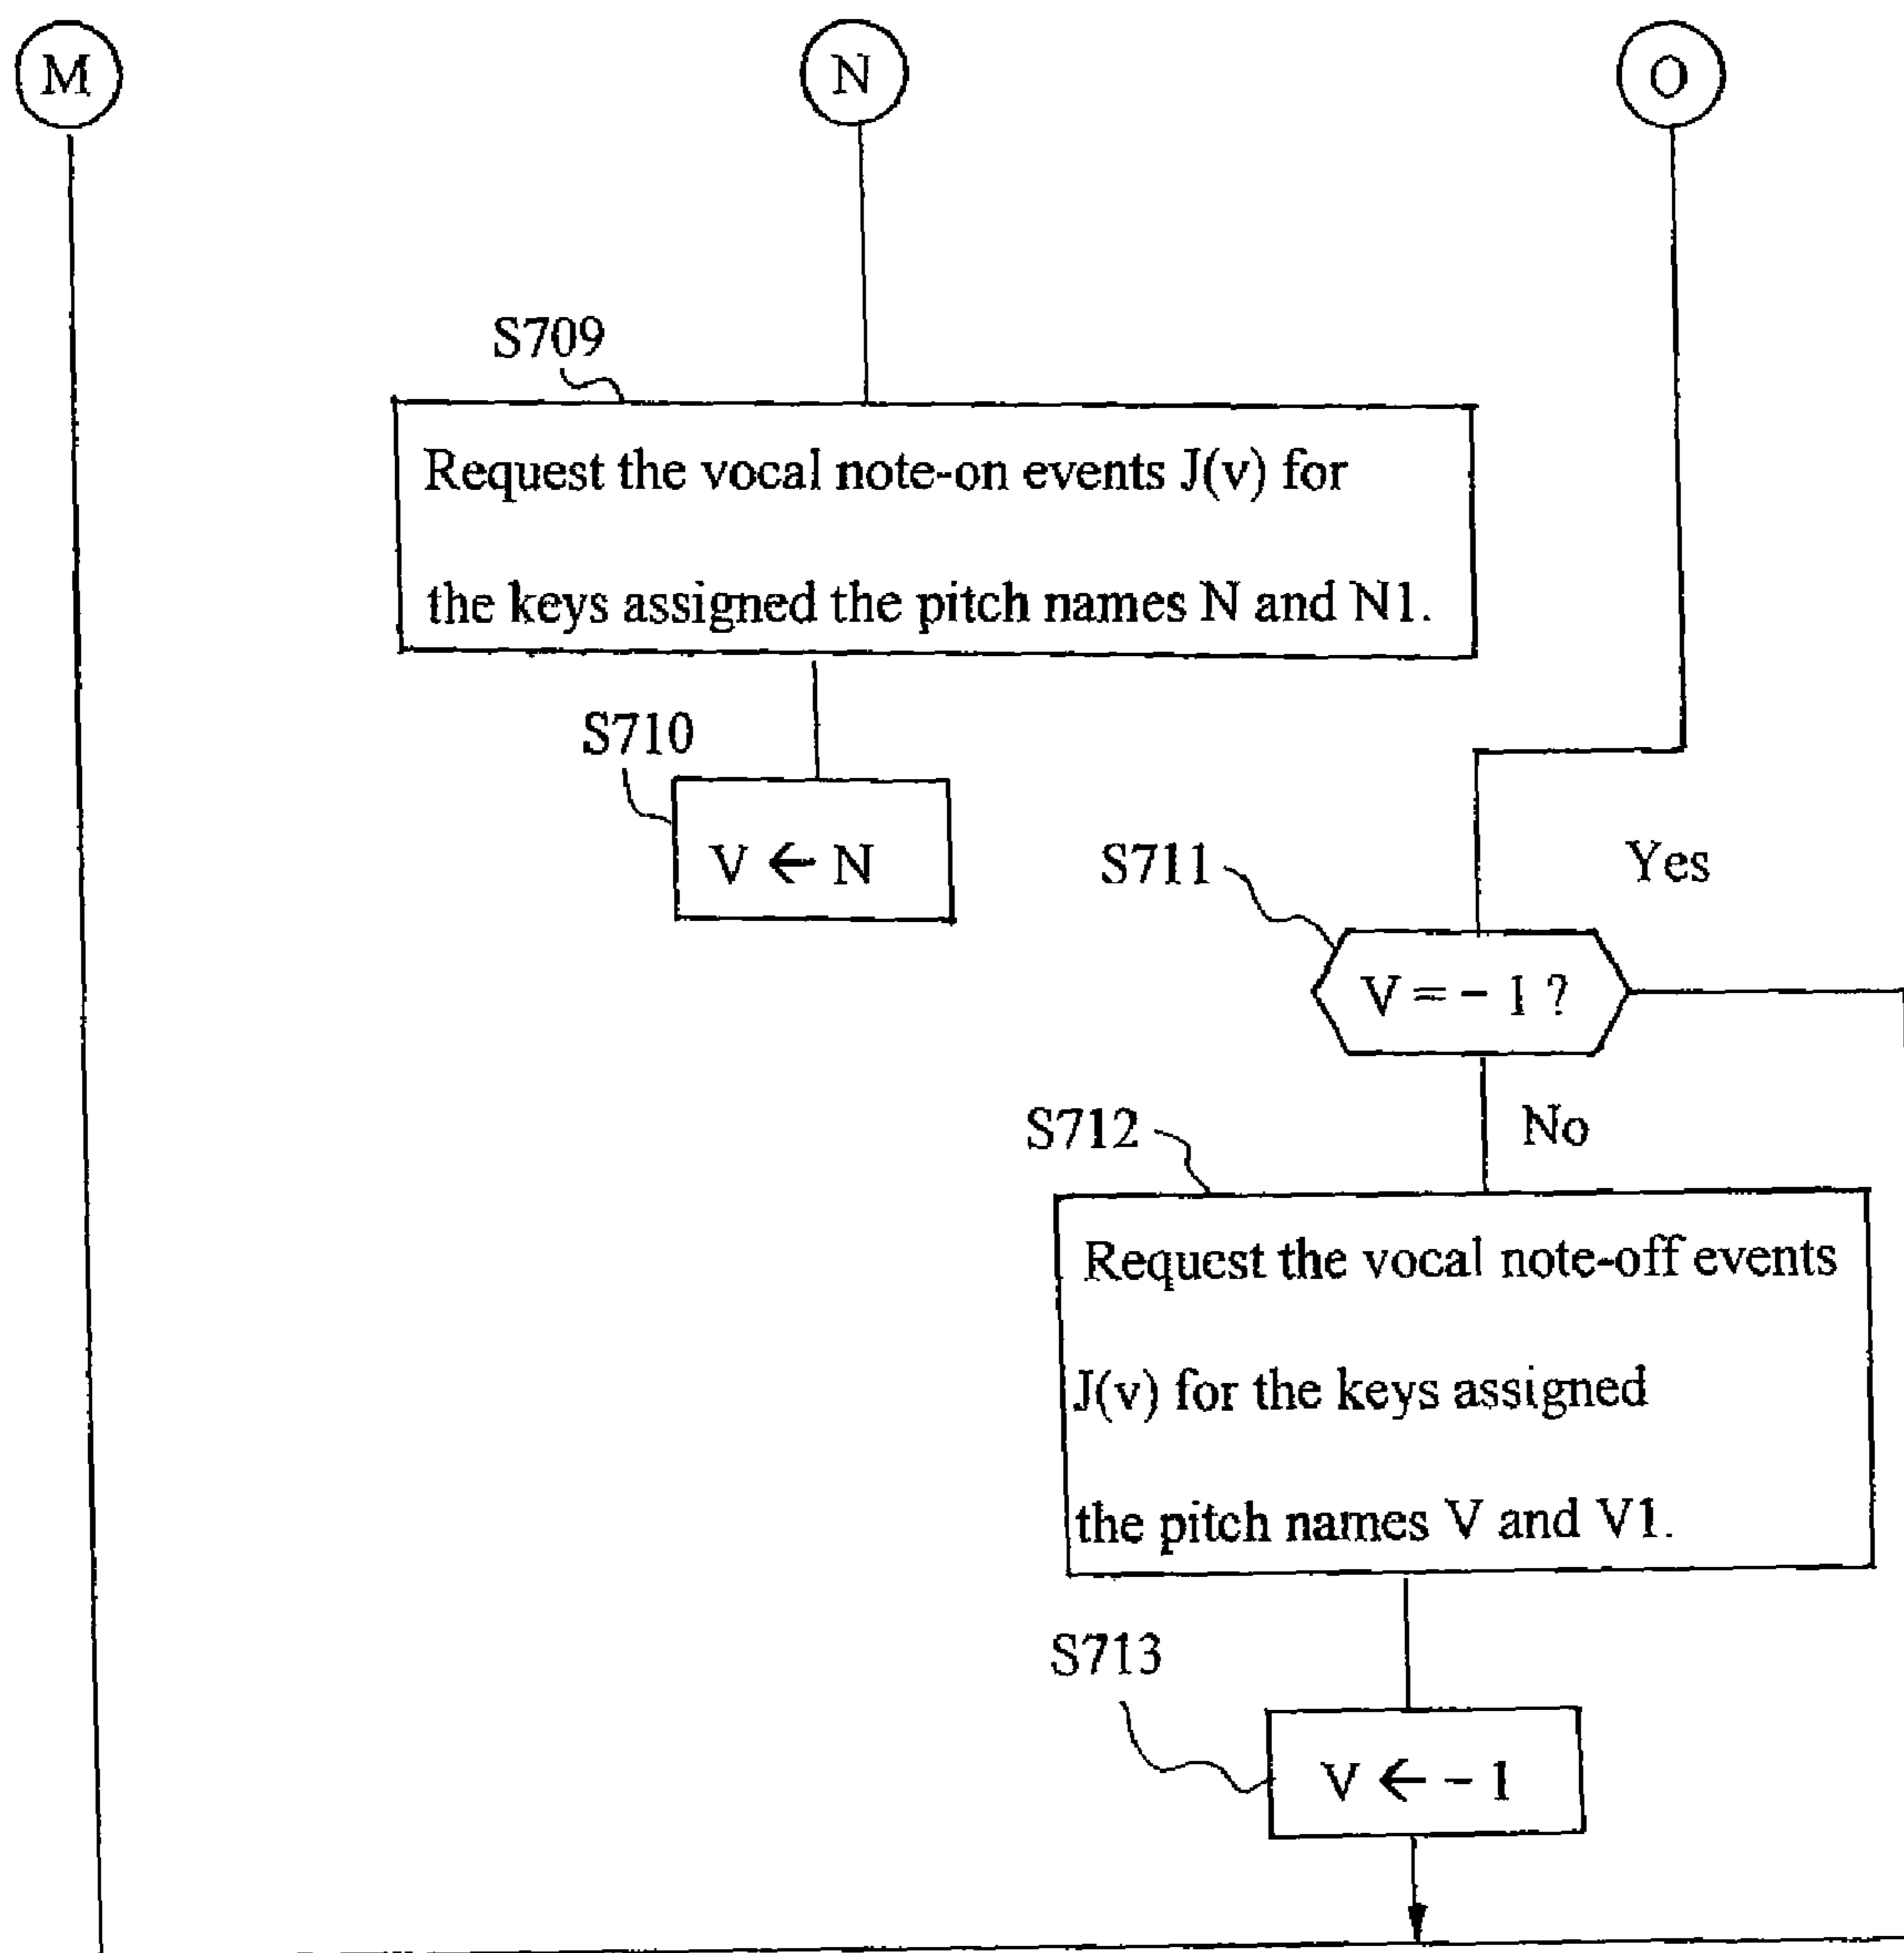 M
N
O
S709
Request the vocal note-on events J(v) for
the keys assigned the pitch names N and N1.
S710
V ← N
S711
Yes
V = - 1 ?
No
S712
Request the vocal note-off events
J(v) for the keys assigned
the pitch names V and V1.
S713
V ← - 1